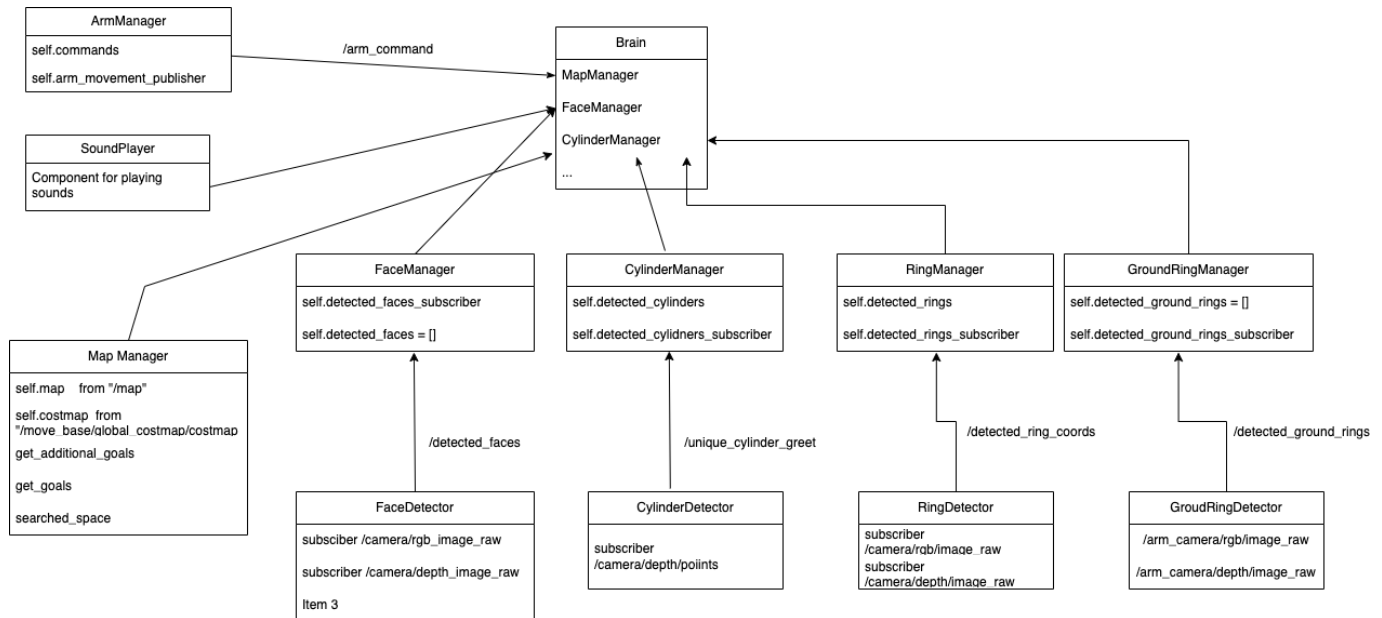 ArmManager
self.commands
self.arm_movement_publisher
/arm_command
Brain
MapManager
FaceManager
CylinderManager
...
SoundPlayer
Component for playing
sounds
Map Manager
self.map from "/map"
self.costmap from
"/move_base/global_costmap/costmap
get_additional_goals
get_goals
searched_space
FaceManager
self.detected_faces_subscriber
self.detected_faces = []
CylinderManager
self.detected_cylinders
self.detected_cylidners_subscriber
RingManager
self.detected_rings
self.detected_rings_subscriber
GroundRingManager
self.detected_ground_rings = []
self.detected_ground_rings_subscriber
/detected_faces
/unique_cylinder_greet
/detected_ring_coords
/detected_ground_rings
FaceDetector
subsciber /camera/rgb_image_raw
subscriber /camera/depth_image_raw
Item 3
CylinderDetector
subscriber
/camera/depth/poiints
RingDetector
subscriber
/camera/rgb/image_raw
subscriber
/camera/depth/image_raw
GroudRingDetector
/arm_camera/rgb/image_raw
/arm_camera/depth/image_raw